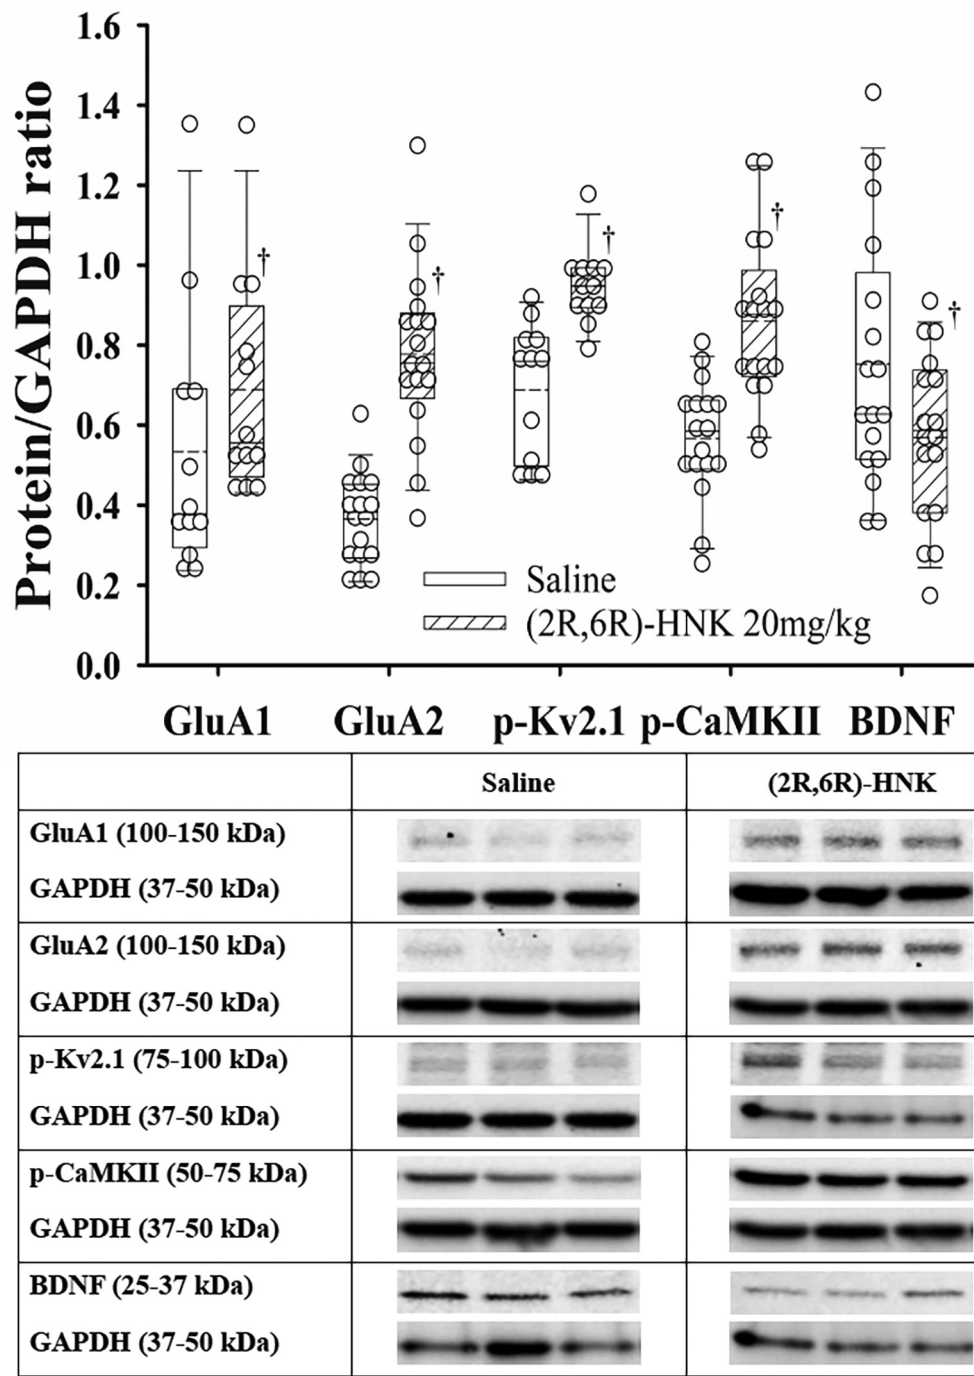 Protein/GAPDH ratio
1.6
1.4
1.2
1.0
0.8
0.6
0.4
0.2
0.0
†
†
†
†
†
Saline
(2R,6R)-HNK 20mg/kg
GluA1 GluA2 p-Kv2.1 p-CaMKII BDNF
Saline (2R,6R)-HNK
GluA1 (100-150 kDa)
GAPDH (37-50 kDa)
GluA2 (100-150 kDa)
GAPDH (37-50 kDa)
p-Kv2.1 (75-100 kDa)
GAPDH (37-50 kDa)
p-CaMKII (50-75 kDa)
GAPDH (37-50 kDa)
BDNF (25-37 kDa)
GAPDH (37-50 kDa)